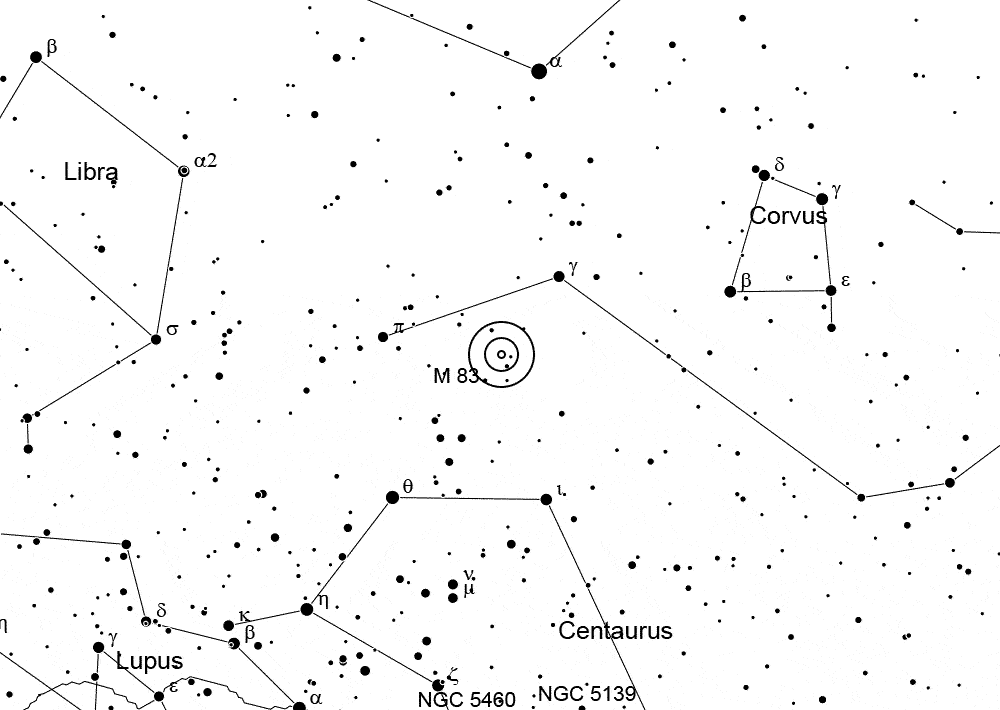 β
α
α2
Libra
δ
γ
Corvus
γ
β
ε
π
σ
M 83
θ
ι
ν
μ
η
δ
κ
β
η
γ
Lupus
Centaurus
ζ
ε
α
NGC 5460
NGC 5139